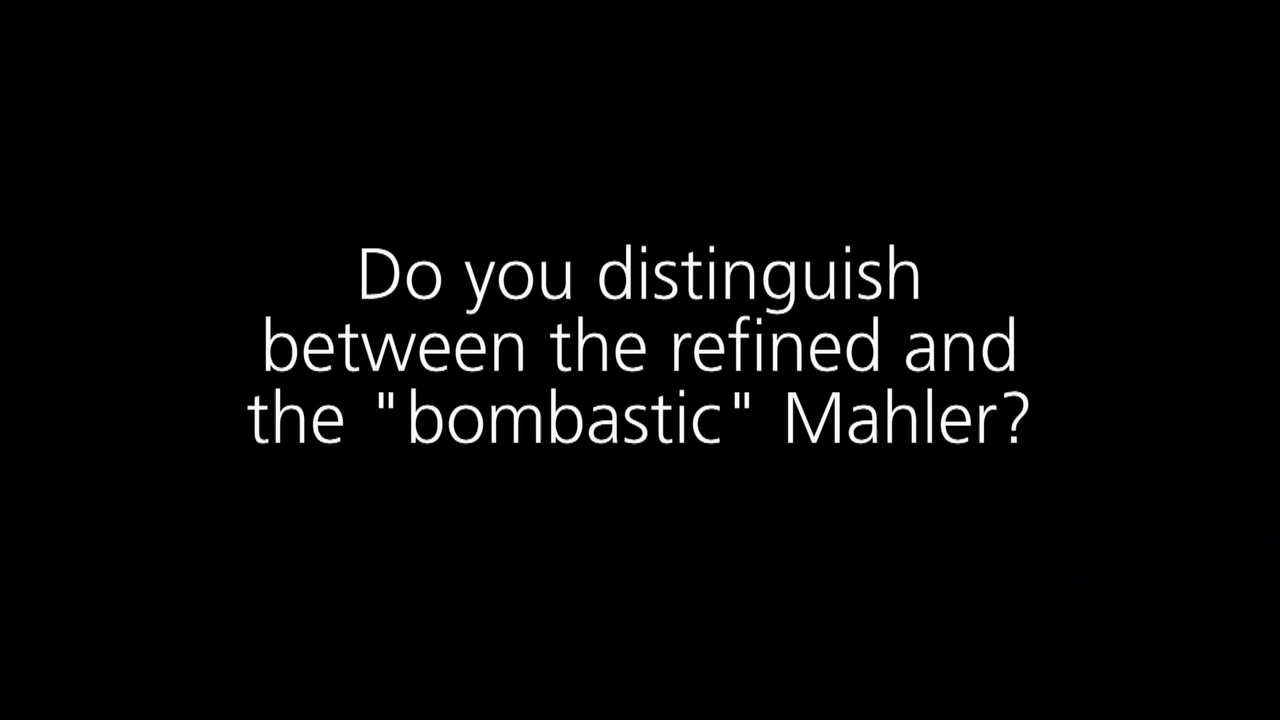 Do you distinguish
between the refined and
the "bombastic" Mahler?